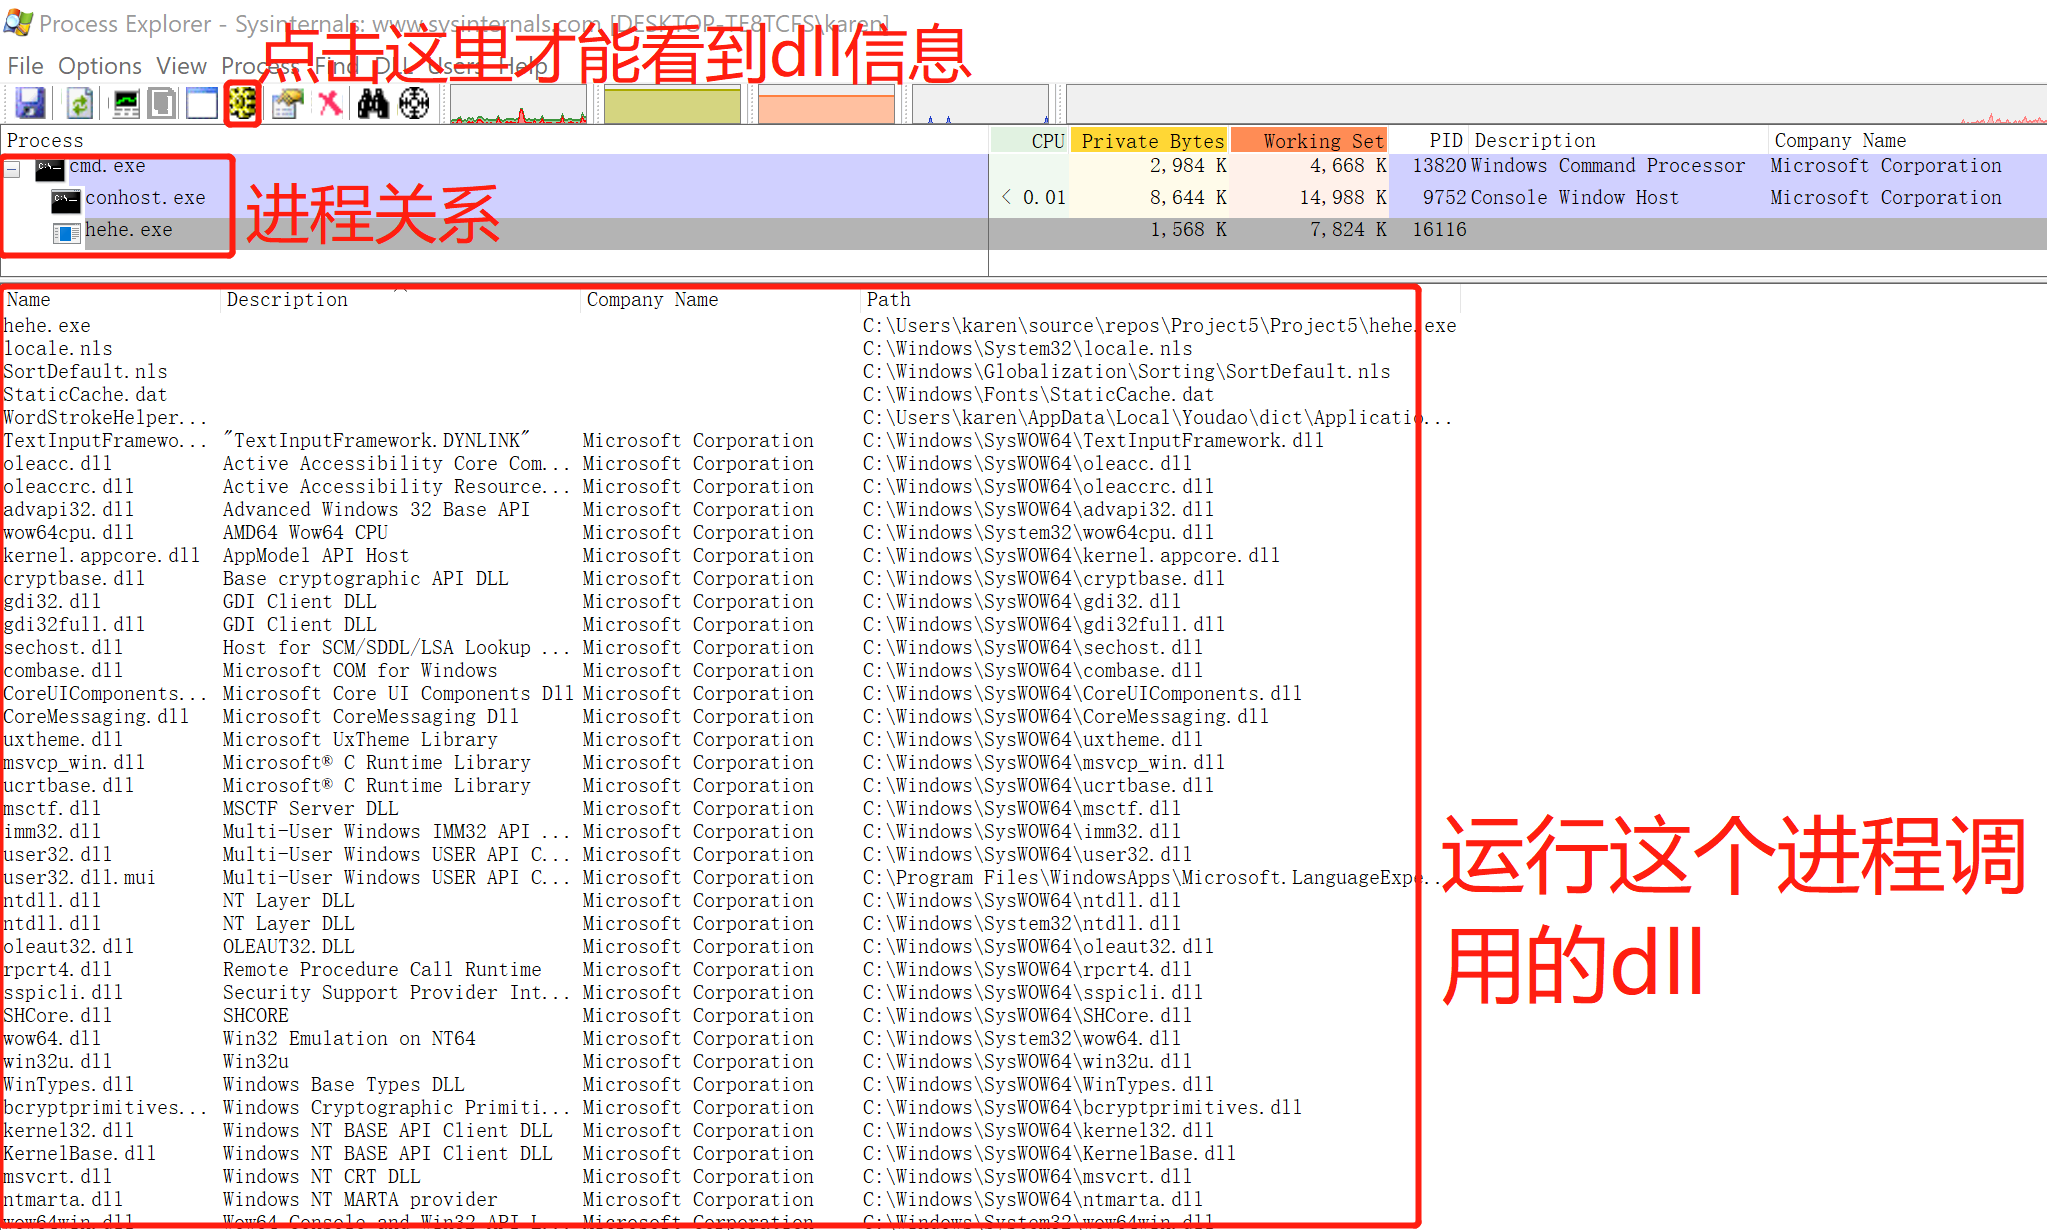 Process Explorer - Sysinternals: www.sysinternals.com [DESKTOP-TE8TCFS\karen]
点击这里才能看到dll信息
File Options View Process Find DLL Users Help
Process CPU Private Bytes Working Set PID Description Company Name
cmd.exe 2,984 K 4,668 K 13820 Windows Command Processor Microsoft Corporation
conhost.exe < 0.01 8,644 K 14,988 K 9752 Console Window Host Microsoft Corporation
hehe.exe 1,568 K 7,824 K 16116
进程关系
Name Description Company Name Path
hehe.exe C:\Users\karen\source\repos\Project5\Project5\hehe.exe
locale.nls C:\Windows\System32\locale.nls
SortDefault.nls C:\Windows\Globalization\Sorting\SortDefault.nls
StaticCache.dat C:\Windows\Fonts\StaticCache.dat
WordStrokeHelper... C:\Users\karen\AppData\Local\Youdao\dict\Applicatio...
TextInputFramewo... "TextInputFramework.DYNLINK" Microsoft Corporation C:\Windows\SysWOW64\TextInputFramework.dll
oleacc.dll Active Accessibility Core Com... Microsoft Corporation C:\Windows\SysWOW64\oleacc.dll
oleaccrc.dll Active Accessibility Resource... Microsoft Corporation C:\Windows\SysWOW64\oleaccrc.dll
advapi32.dll Advanced Windows 32 Base API Microsoft Corporation C:\Windows\SysWOW64\advapi32.dll
wow64cpu.dll AMD64 Wow64 CPU Microsoft Corporation C:\Windows\System32\wow64cpu.dll
kernel.appcore.dll AppModel API Host Microsoft Corporation C:\Windows\SysWOW64\kernel.appcore.dll
cryptbase.dll Base cryptographic API DLL Microsoft Corporation C:\Windows\SysWOW64\cryptbase.dll
gdi32.dll GDI Client DLL Microsoft Corporation C:\Windows\SysWOW64\gdi32.dll
gdi32full.dll GDI Client DLL Microsoft Corporation C:\Windows\SysWOW64\gdi32full.dll
sechost.dll Host for SCM/SDDL/LSA Lookup ... Microsoft Corporation C:\Windows\SysWOW64\sechost.dll
combase.dll Microsoft COM for Windows Microsoft Corporation C:\Windows\SysWOW64\combase.dll
CoreUIComponents... Microsoft Core UI Components Dll Microsoft Corporation C:\Windows\SysWOW64\CoreUIComponents.dll
CoreMessaging.dll Microsoft CoreMessaging Dll Microsoft Corporation C:\Windows\SysWOW64\CoreMessaging.dll
uxtheme.dll Microsoft UxTheme Library Microsoft Corporation C:\Windows\SysWOW64\uxtheme.dll
msvcp_win.dll Microsoft® C Runtime Library Microsoft Corporation C:\Windows\SysWOW64\msvcp_win.dll
ucrtbase.dll Microsoft® C Runtime Library Microsoft Corporation C:\Windows\SysWOW64\ucrtbase.dll
msctf.dll MSCTF Server DLL Microsoft Corporation C:\Windows\SysWOW64\msctf.dll
imm32.dll Multi-User Windows IMM32 API ... Microsoft Corporation C:\Windows\SysWOW64\imm32.dll
user32.dll Multi-User Windows USER API C... Microsoft Corporation C:\Windows\SysWOW64\user32.dll
user32.dll.mui Multi-User Windows USER API C... Microsoft Corporation C:\Program Files\WindowsApps\Microsoft.LanguageExpe...
ntdll.dll NT Layer DLL Microsoft Corporation C:\Windows\SysWOW64\ntdll.dll
ntdll.dll NT Layer DLL Microsoft Corporation C:\Windows\System32\ntdll.dll
oleaut32.dll OLEAUT32.DLL Microsoft Corporation C:\Windows\SysWOW64\oleaut32.dll
rpcrt4.dll Remote Procedure Call Runtime Microsoft Corporation C:\Windows\SysWOW64\rpcrt4.dll
sspicli.dll Security Support Provider Int... Microsoft Corporation C:\Windows\SysWOW64\sspicli.dll
SHCore.dll SHCORE Microsoft Corporation C:\Windows\SysWOW64\SHCore.dll
wow64.dll Win32 Emulation on NT64 Microsoft Corporation C:\Windows\System32\wow64.dll
win32u.dll Win32u Microsoft Corporation C:\Windows\SysWOW64\win32u.dll
WinTypes.dll Windows Base Types DLL Microsoft Corporation C:\Windows\SysWOW64\WinTypes.dll
bcryptprimitives... Windows Cryptographic Primiti... Microsoft Corporation C:\Windows\SysWOW64\bcryptprimitives.dll
kernel32.dll Windows NT BASE API Client DLL Microsoft Corporation C:\Windows\SysWOW64\kernel32.dll
KernelBase.dll Windows NT BASE API Client DLL Microsoft Corporation C:\Windows\SysWOW64\KernelBase.dll
msvcrt.dll Windows NT CRT DLL Microsoft Corporation C:\Windows\SysWOW64\msvcrt.dll
ntmarta.dll Windows NT MARTA provider Microsoft Corporation C:\Windows\SysWOW64\ntmarta.dll
wow64win.dll Wow64 Console and Win32 API L... Microsoft Corporation C:\Windows\System32\wow64win.dll
运行这个进程调
用的dll